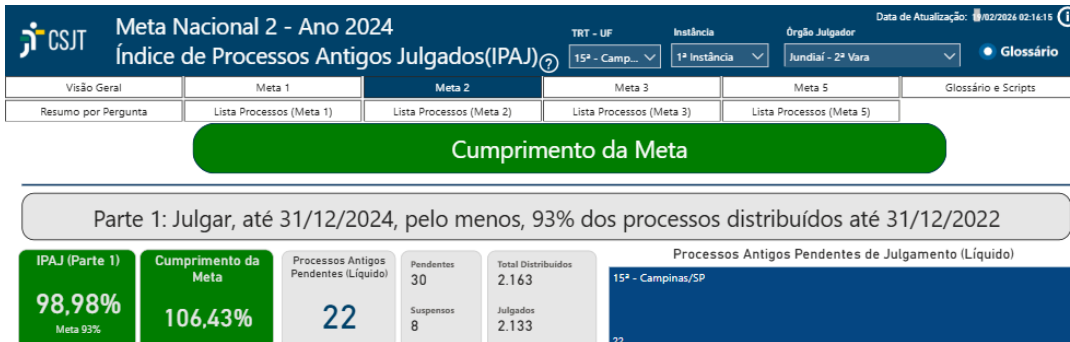 CSJT
Meta Nacional 2 - Ano 2024
Índice de Processos Antigos Julgados(IPAJ)
?
Data de Atualização: /02/2026 02:16:15
i
TRT - UF
Instância
Órgão Julgador
15ª - Camp...
1ª Instância
Jundiaí - 2ª Vara
Glossário
Visão Geral
Meta 1
Meta 2
Meta 3
Meta 5
Glossário e Scripts
Resumo por Pergunta
Lista Processos (Meta 1)
Lista Processos (Meta 2)
Lista Processos (Meta 3)
Lista Processos (Meta 5)
Cumprimento da Meta
Parte 1: Julgar, até 31/12/2024, pelo menos, 93% dos processos distribuídos até 31/12/2022
IPAJ (Parte 1)
98,98%
Meta 93%
Cumprimento da
Meta
106,43%
Processos Antigos
Pendentes (Líquido)
22
Pendentes
30
Suspensos
8
Total Distribuídos
2.163
Julgados
2.133
Processos Antigos Pendentes de Julgamento (Líquido)
15ª - Campinas/SP
22